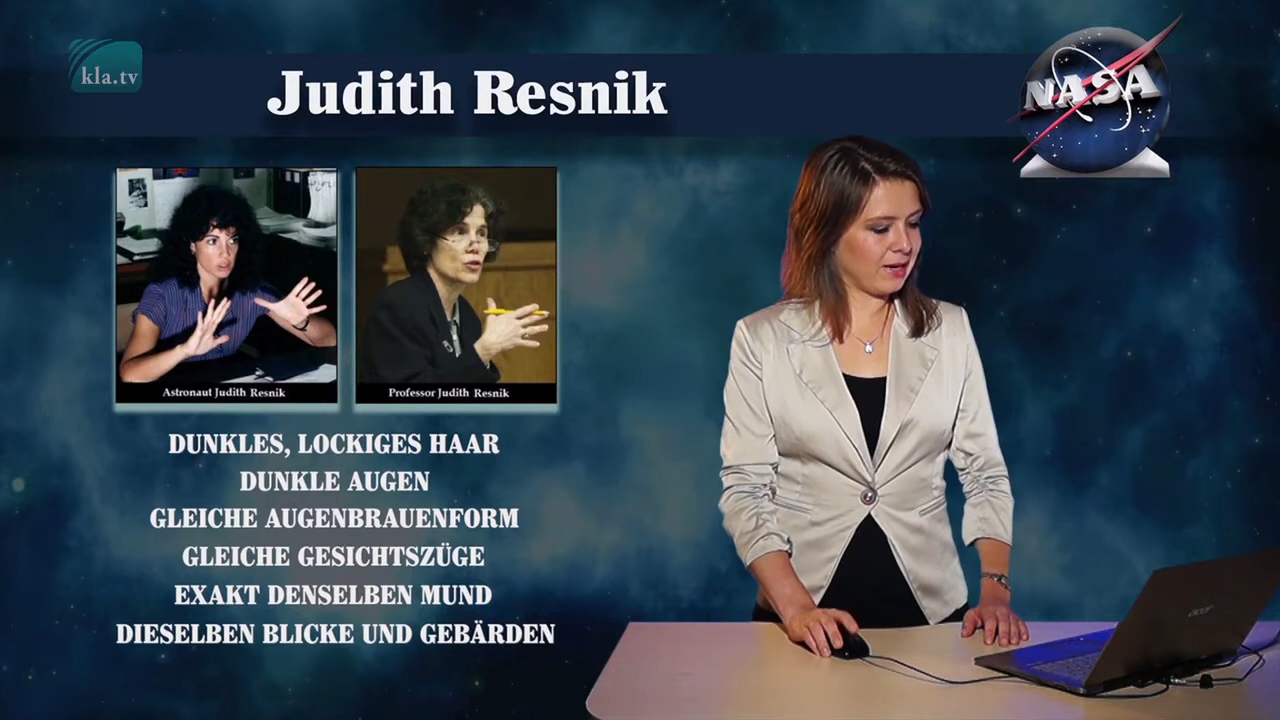 kla.tv
Judith Resnik
NASA
Astronaut Judith Resnik
Professor Judith Resnik
DUNKLES, LOCKIGES HAAR
DUNKLE AUGEN
GLEICHE AUGENBRAUENFORM
GLEICHE GESICHTSZÜGE
EXAKT DENSELBEN MUND
DIESELBEN BLICKE UND GEBÄRDEN
acer